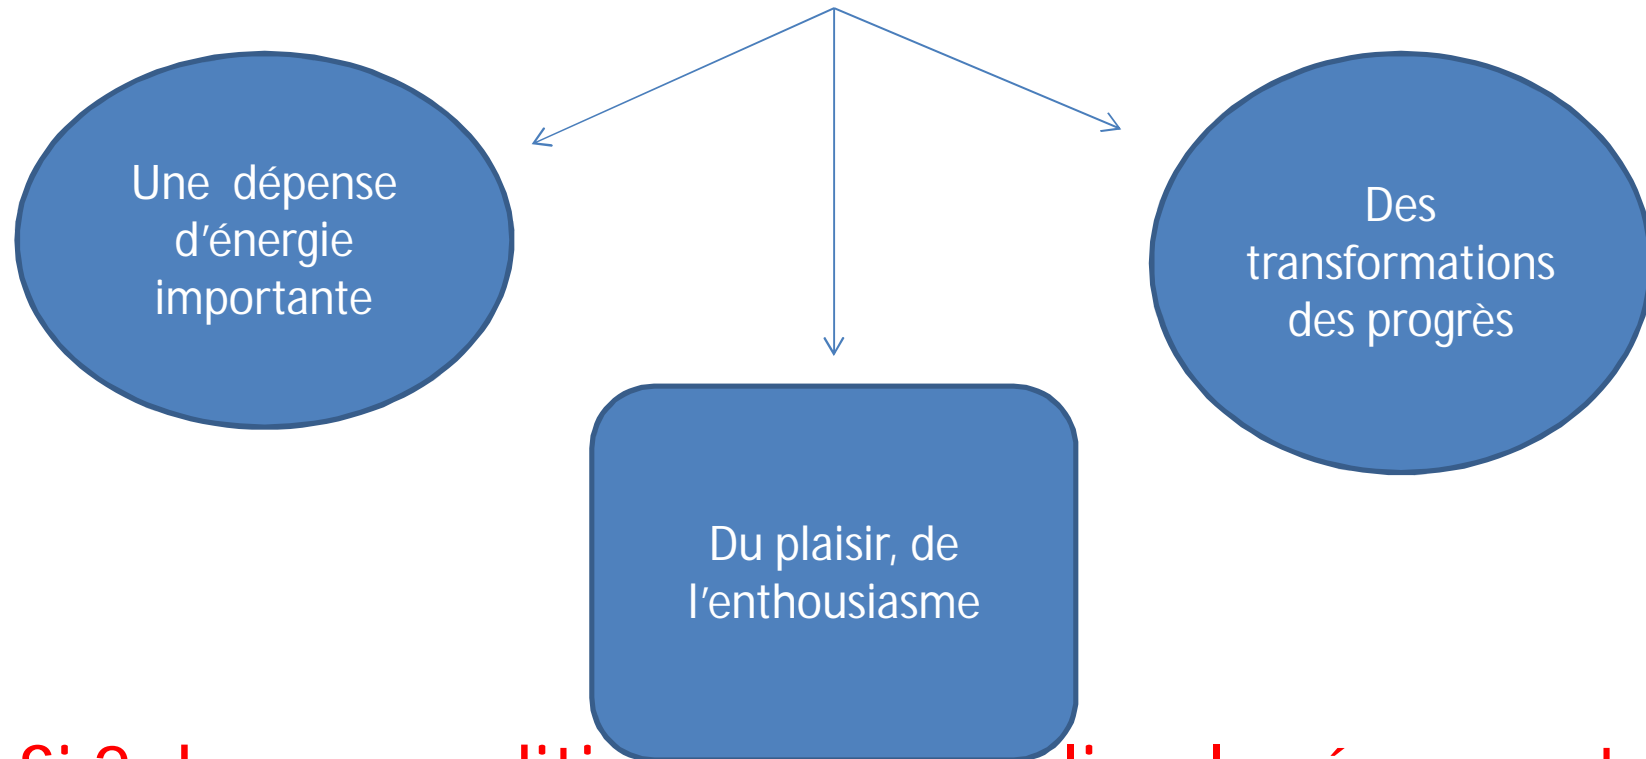 Une dépense
d'énergie
importante
Des
transformations
des progrès
Du plaisir, de
l'enthousiasme